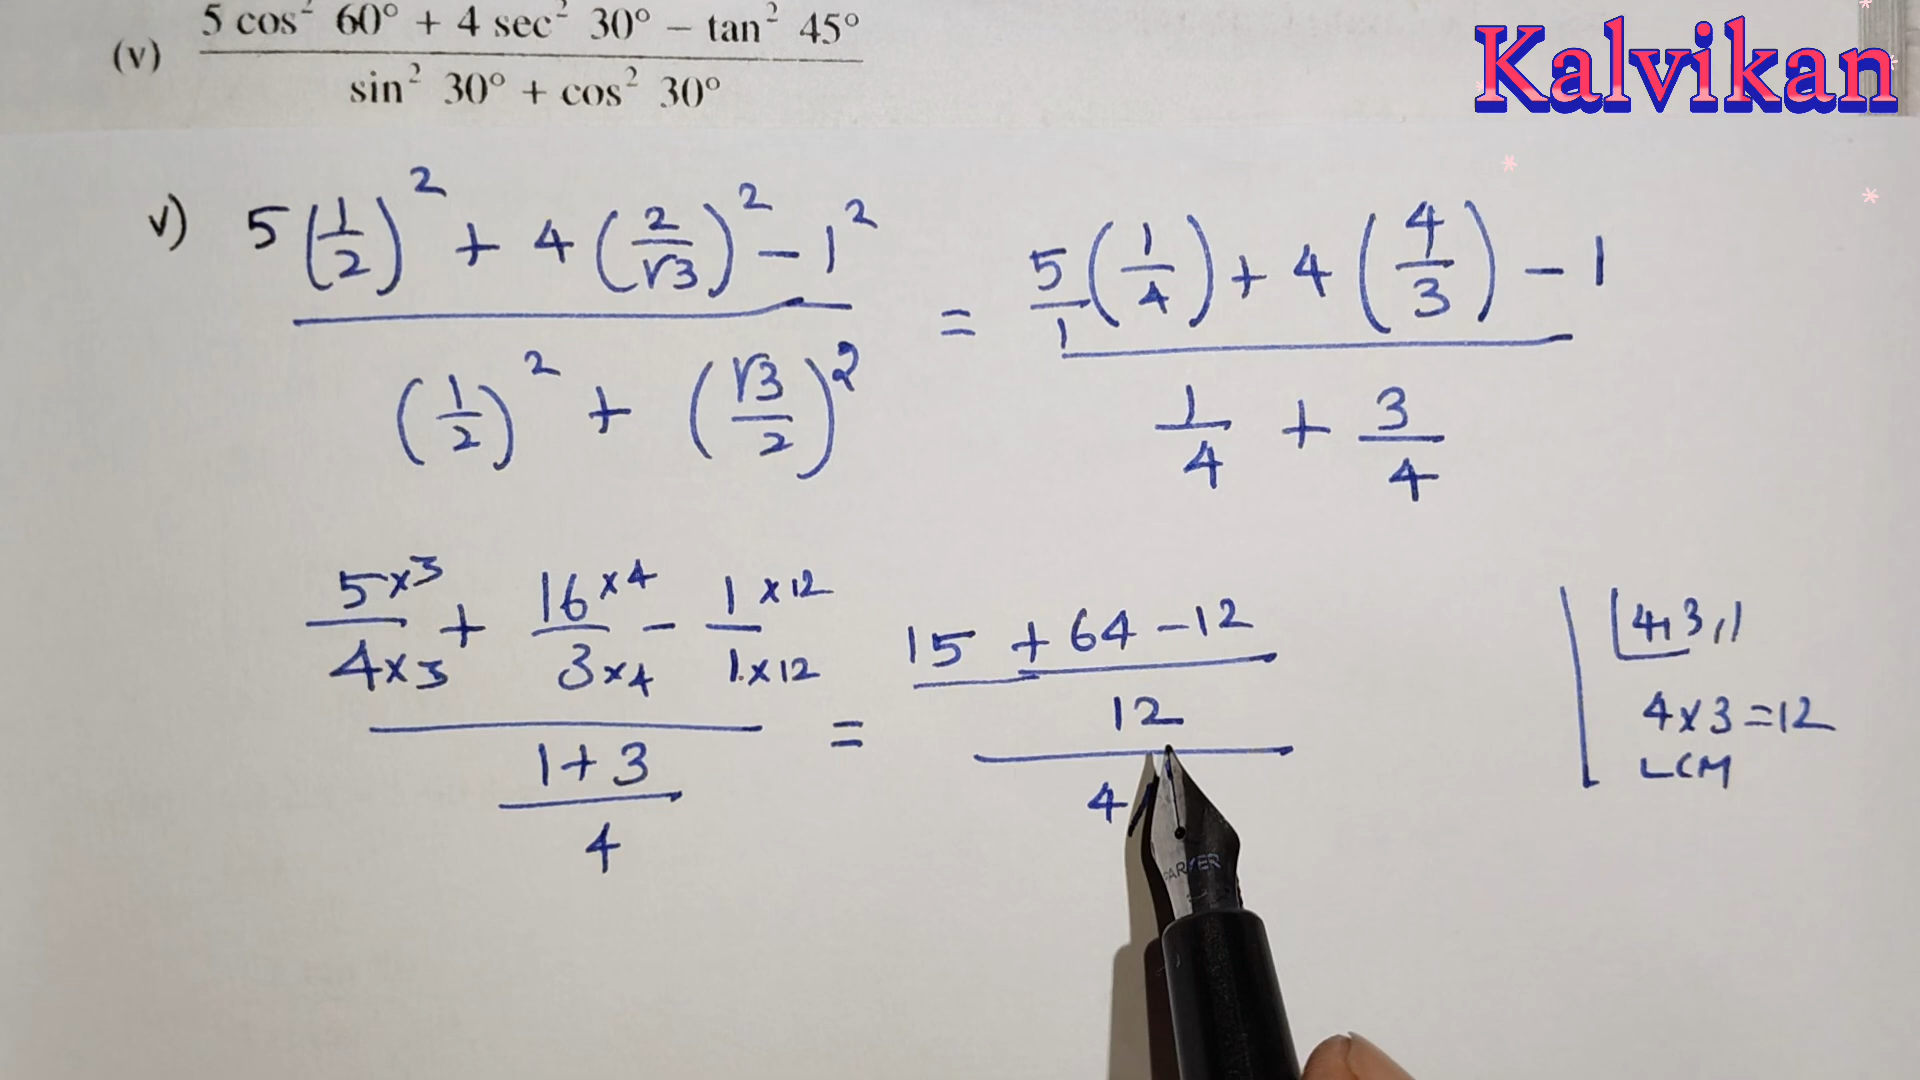 (v) 5 cos² 60° + 4 sec² 30° – tan² 45°
sin² 30° + cos² 30°
Kalvikan
v) 5(1/2)² + 4(2/√3)² – 1² = 5/1(1/4) + 4(4/3) – 1
(1/2)² + (√3/2)² 1/4 + 3/4
5×3/4×3 + 16×4/3×4 – 1×12/1×12 = 15 + 64 – 12
12
1+3
4
4
4,3,1
4×3=12
LCM
PARKER